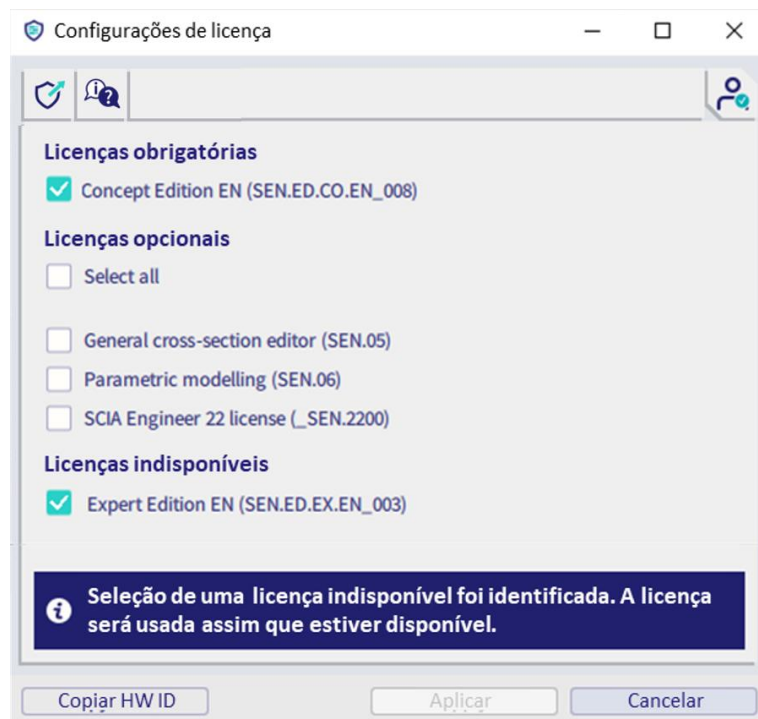 Configurações de licença
Licenças obrigatórias
Concept Edition EN (SEN.ED.CO.EN_008)
Licenças opcionais
Select all
General cross-section editor (SEN.05)
Parametric modelling (SEN.06)
SCIA Engineer 22 license (_SEN.2200)
Licenças indisponíveis
Expert Edition EN (SEN.ED.EX.EN_003)
Seleção de uma licença indisponível foi identificada. A licença
será usada assim que estiver disponível.
Copiar HW ID
Aplicar
Cancelar